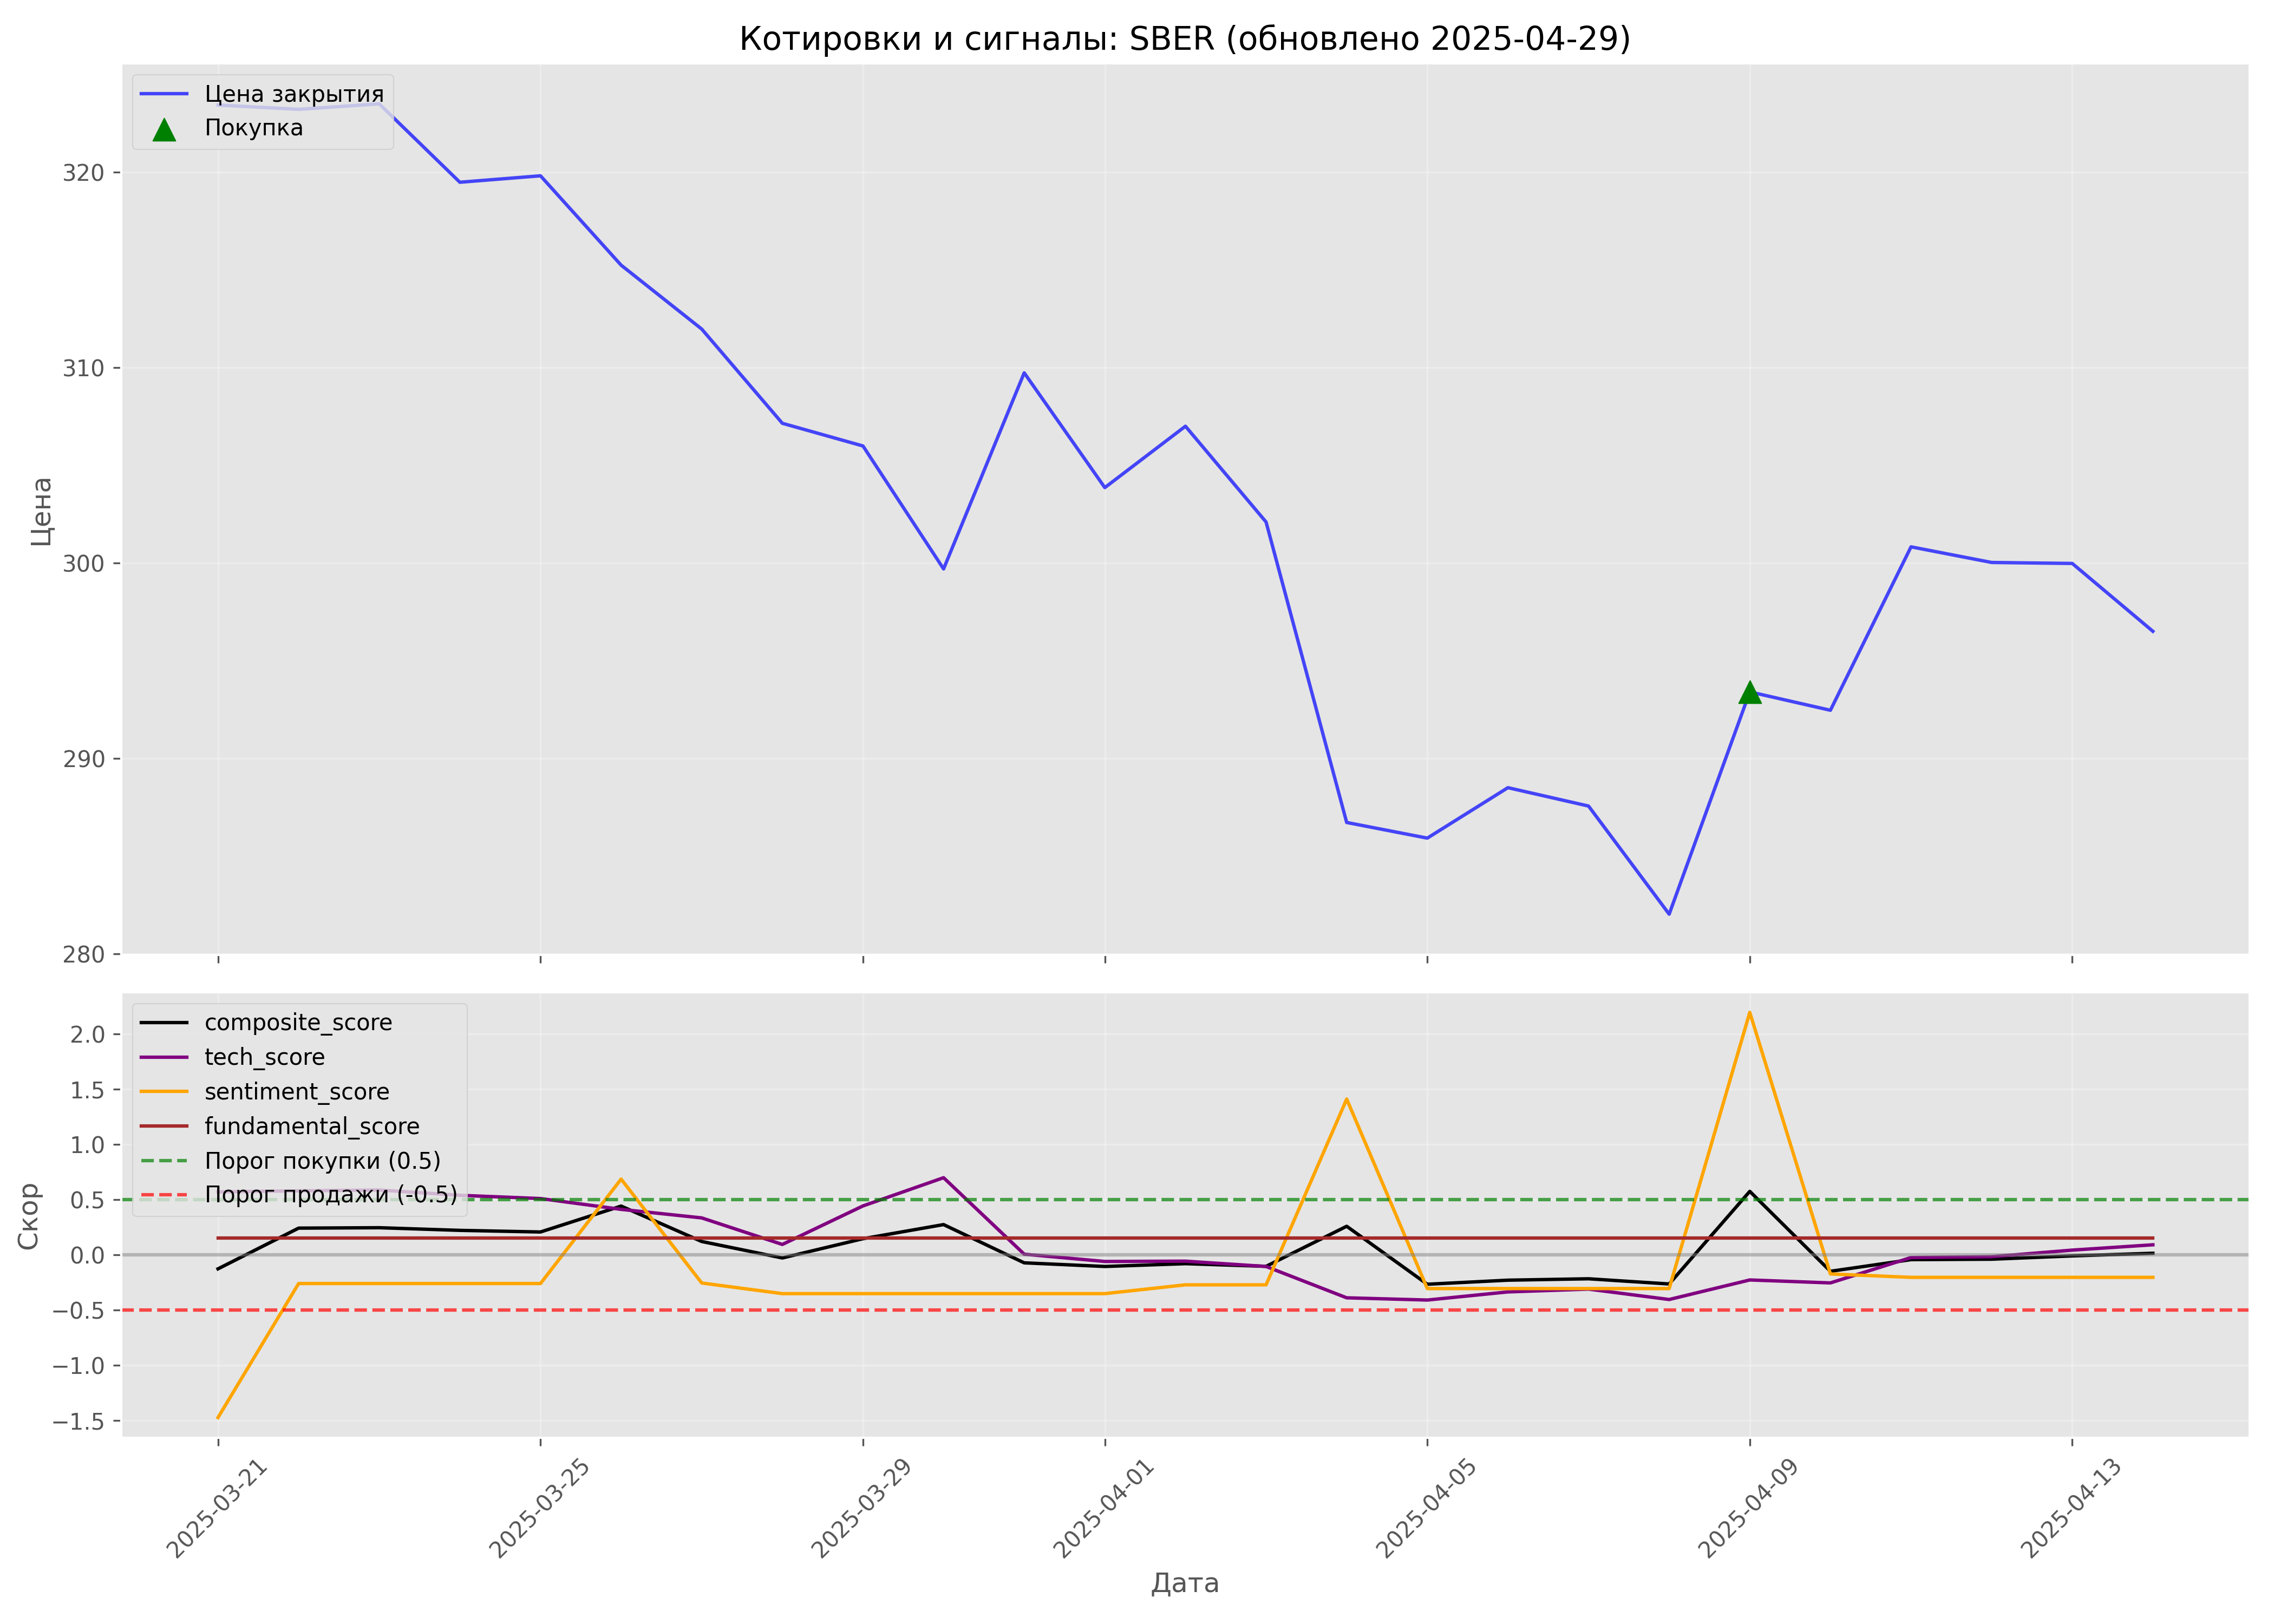 Котировки и сигналы: SBER (обновлено 2025-04-29)
Цена закрытия
Покупка
Цена
320
310
300
290
280
composite_score
tech_score
sentiment_score
fundamental_score
Порог покупки (0.5)
Порог продажи (-0.5)
Скор
2.0
1.5
1.0
0.5
0.0
−0.5
−1.0
−1.5
2025-03-21
2025-03-25
2025-03-29
2025-04-01
2025-04-05
2025-04-09
2025-04-13
Дата